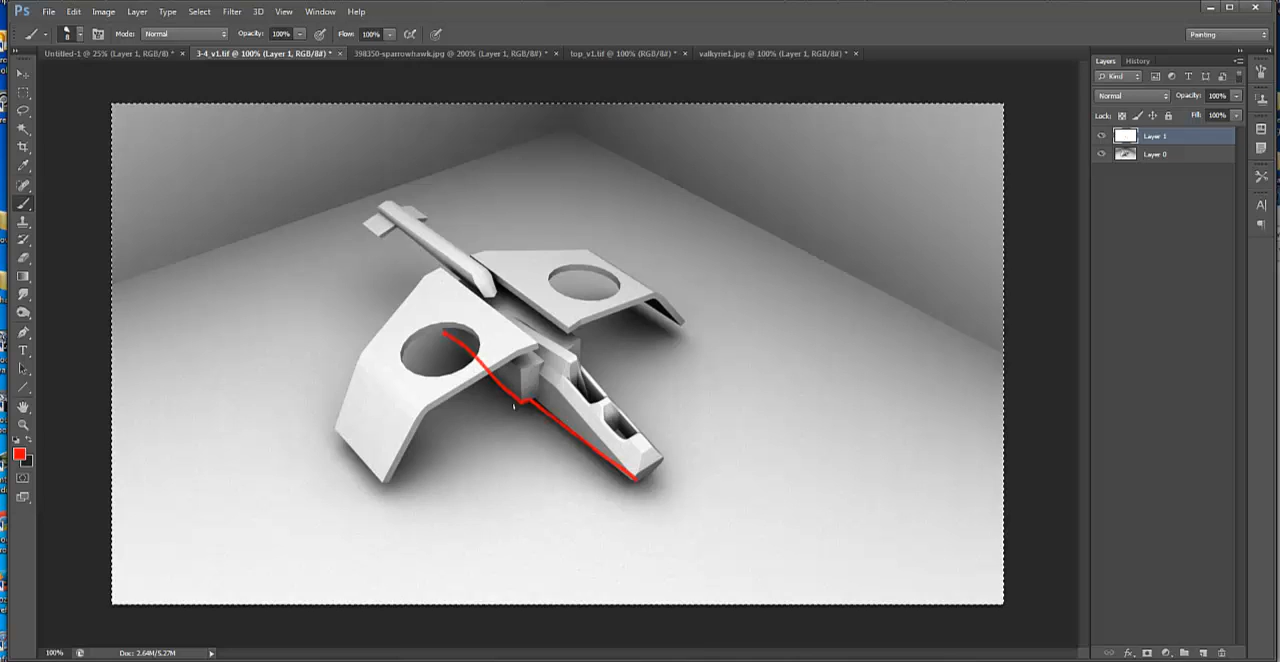 Ps File Edit Image Layer Type Select Filter 3D View Window Help
Mode: Normal Opacity: 100% Flow: 100% Painting
Untitled-1 @ 25% (Layer 1, RGB/8) * × 3-4_v1.tif @ 100% (Layer 1, RGB/8#) * × 398350-sparrowhawk.jpg @ 200% (Layer 1, RGB/8#) * × top_v1.tif @ 100% (RGB/8#) * × valkyrie1.jpg @ 100% (Layer 1, RGB/8#) * ×
Layers History
Kind
Normal Opacity: 100%
Lock: Fill: 100%
Layer 1
Layer 0
100% Doc: 2.64M/5.27M